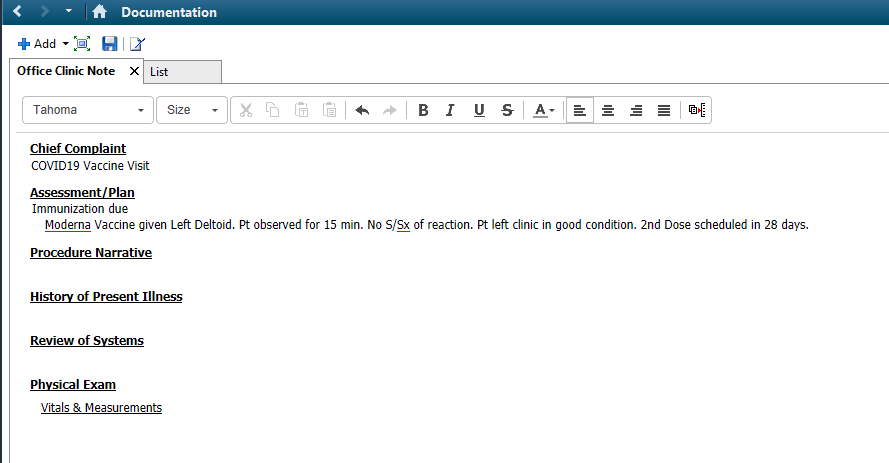 Documentation
Add
Office Clinic Note
List
Tahoma
Size
B I U S A
Chief Complaint
COVID19 Vaccine Visit
Assessment/Plan
Immunization due
Moderna Vaccine given Left Deltoid. Pt observed for 15 min. No S/Sx of reaction. Pt left clinic in good condition. 2nd Dose scheduled in 28 days.
Procedure Narrative
History of Present Illness
Review of Systems
Physical Exam
Vitals & Measurements